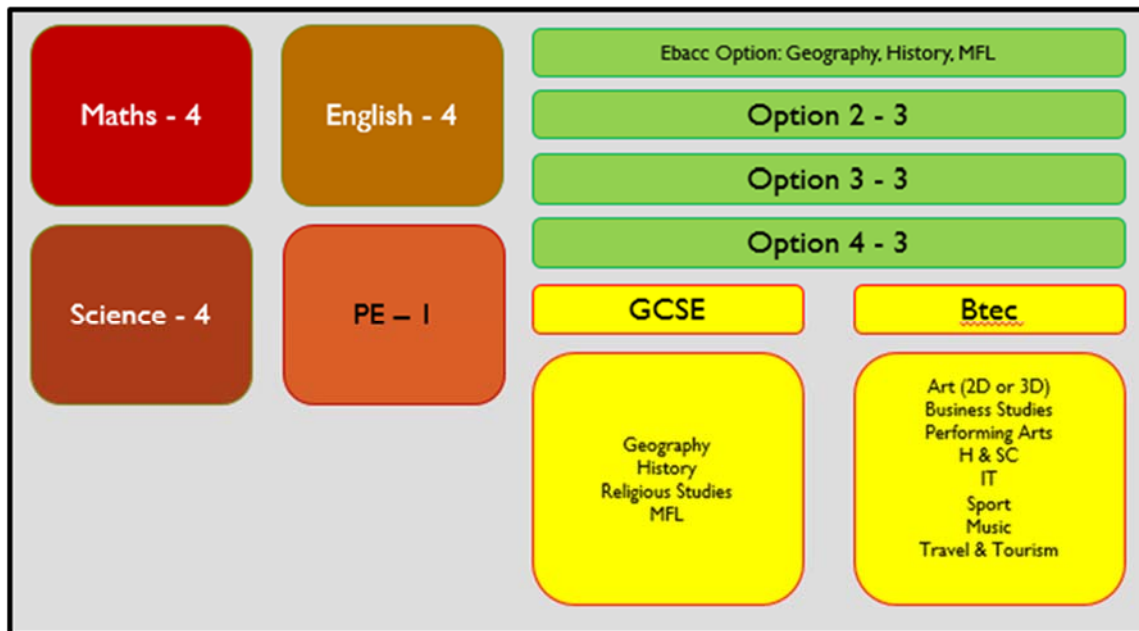 Maths - 4
English - 4
Science - 4
PE – 1
Ebacc Option: Geography, History, MFL
Option 2 - 3
Option 3 - 3
Option 4 - 3
GCSE
Btec
Geography
History
Religious Studies
MFL
Art (2D or 3D)
Business Studies
Performing Arts
H & SC
IT
Sport
Music
Travel & Tourism